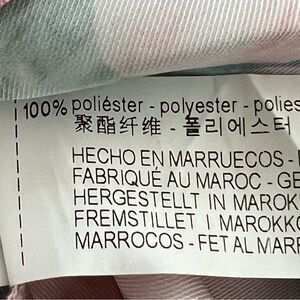 100% poliéster - polyester - polies
聚酯纤维 - 폴리에스터
HECHO EN MARRUECOS -
FABRIQUÉ AU MAROC - GE
HERGESTELLT IN MAROK
FREMSTILLET I MAROKK
MARROCOS - FET AL MARR